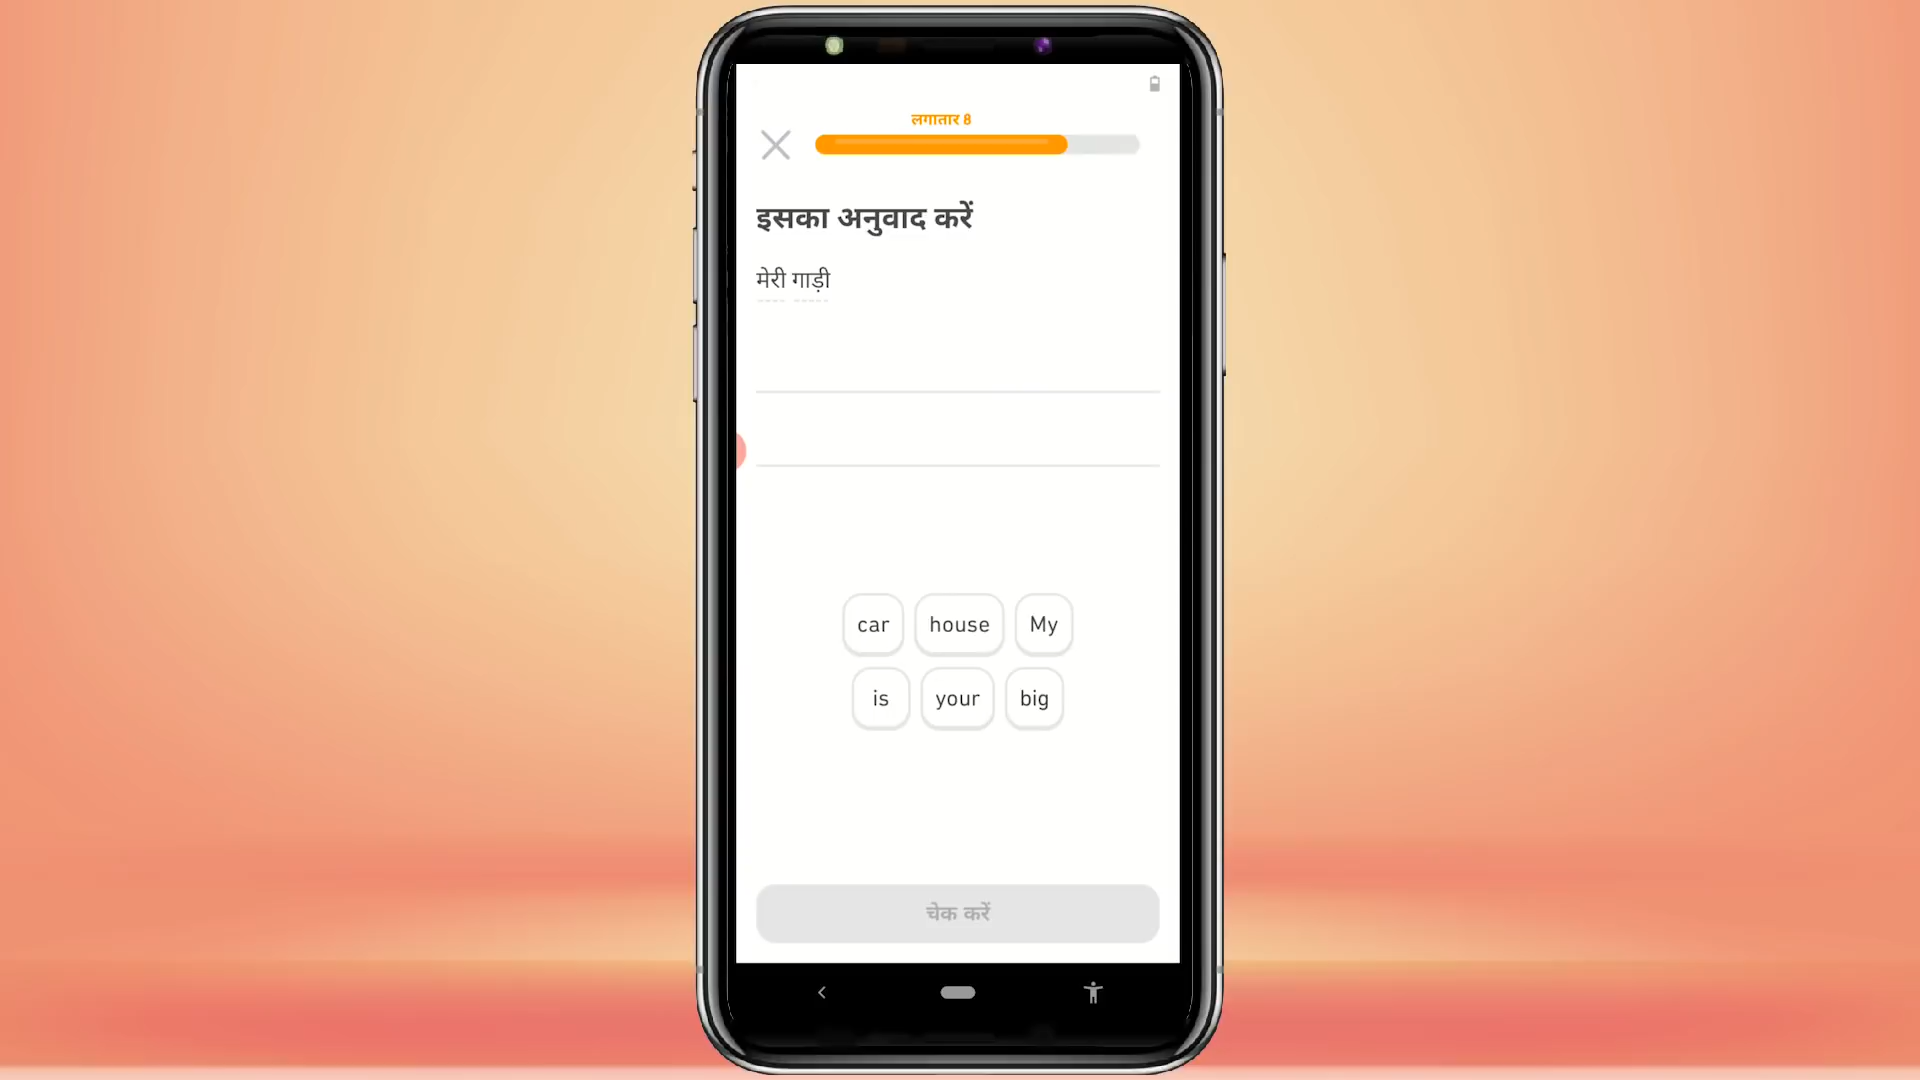 लगातार 8
इसका अनुवाद करें
मेरी गाड़ी
car house My
is your big
चेक करें